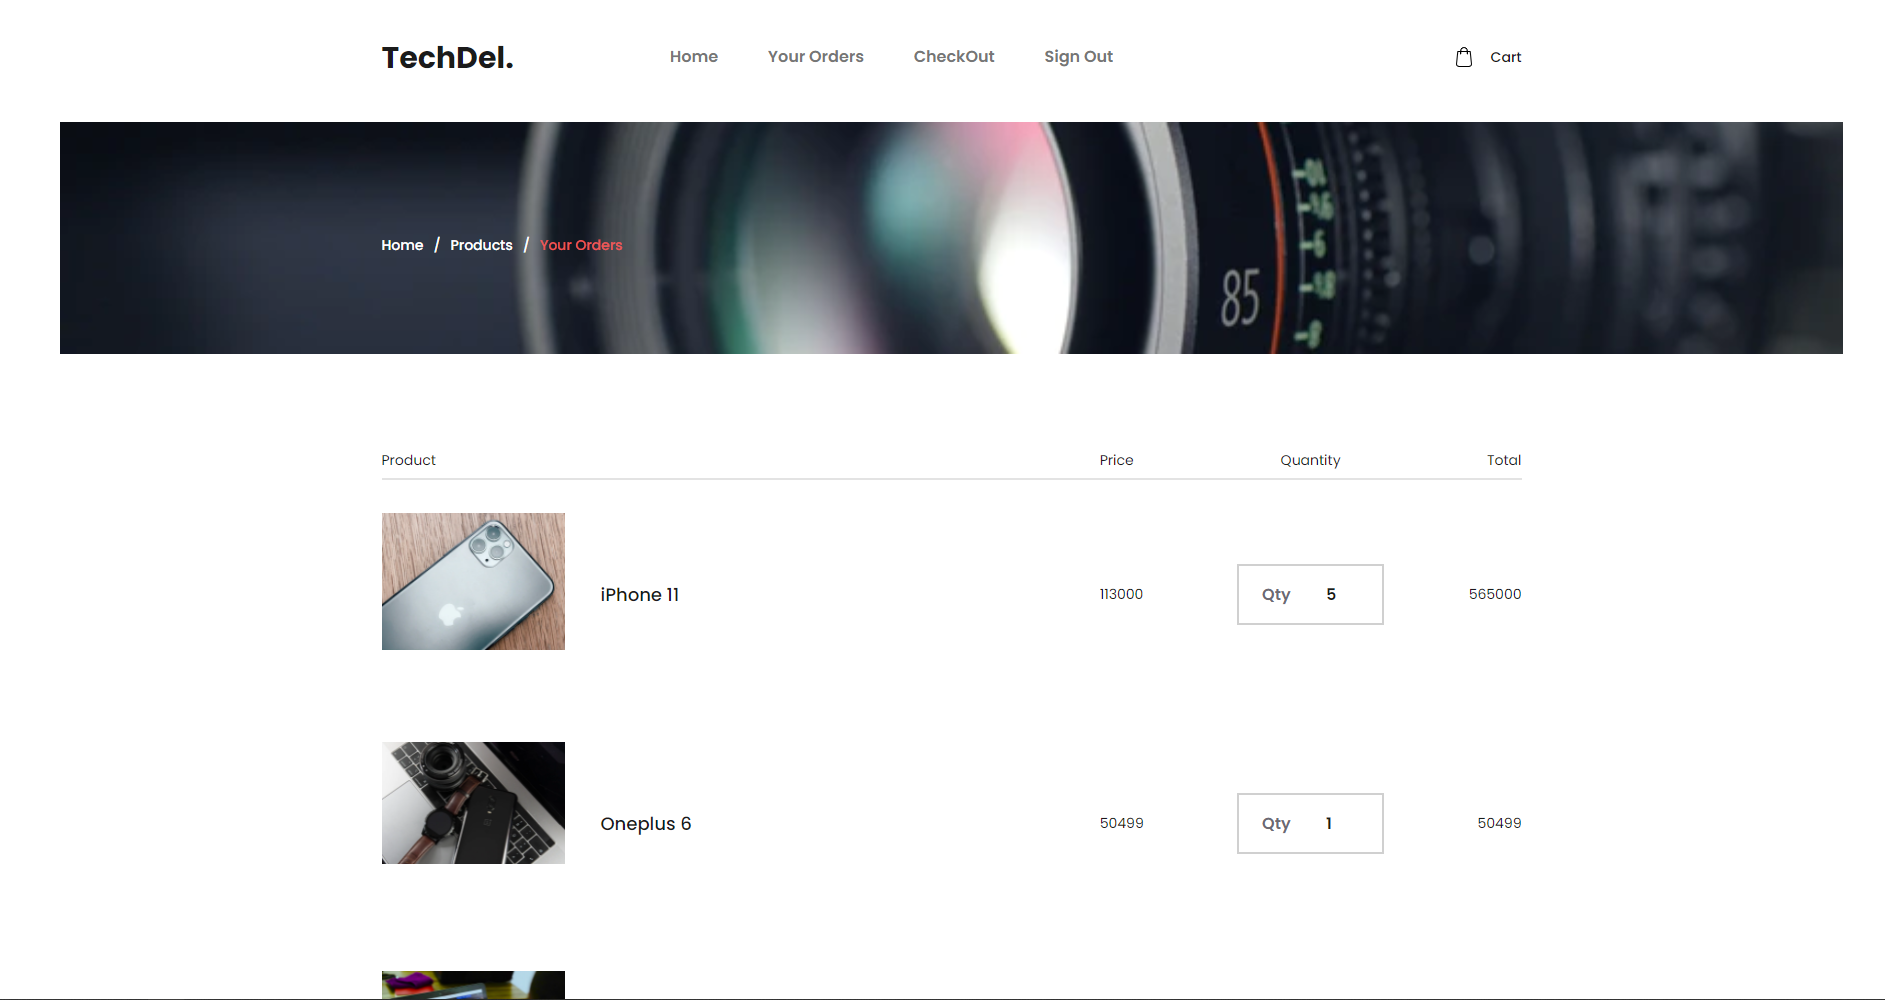 TechDel. Home Your Orders CheckOut Sign Out Cart
Home / Products / Your Orders
85
Product Price Quantity Total
iPhone 11 113000 Qty 5 565000
Oneplus 6 50499 Qty 1 50499